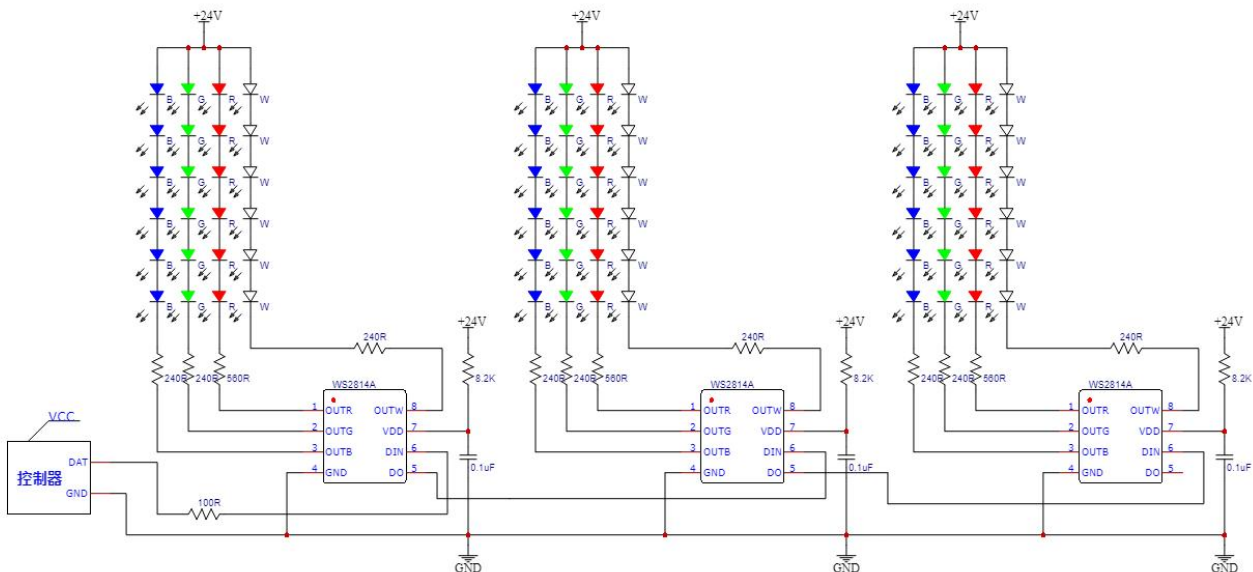 +24V +24V +24V
B G R W B G R W B G R W
B G R W B G R W B G R W
B G R W B G R W B G R W
B G R W B G R W B G R W
B G R W B G R W B G R W
B G R W B G R W B G R W
+24V +24V +24V
240R 240R 240R
240R 240R 560R 8.2K 240R 240R 560R 8.2K 240R 240R 560R 8.2K
WS2814A WS2814A WS2814A
1 OUTR OUTW 8 1 OUTR OUTW 8 1 OUTR OUTW 8
VCC 2 OUTG VDD 7 2 OUTG VDD 7 2 OUTG VDD 7
3 OUTB DIN 6 3 OUTB DIN 6 3 OUTB DIN 6
DAT 4 GND DO 5 0.1uF 4 GND DO 5 0.1uF 4 GND DO 5 0.1uF
控制器
GND
100R
GND GND GND